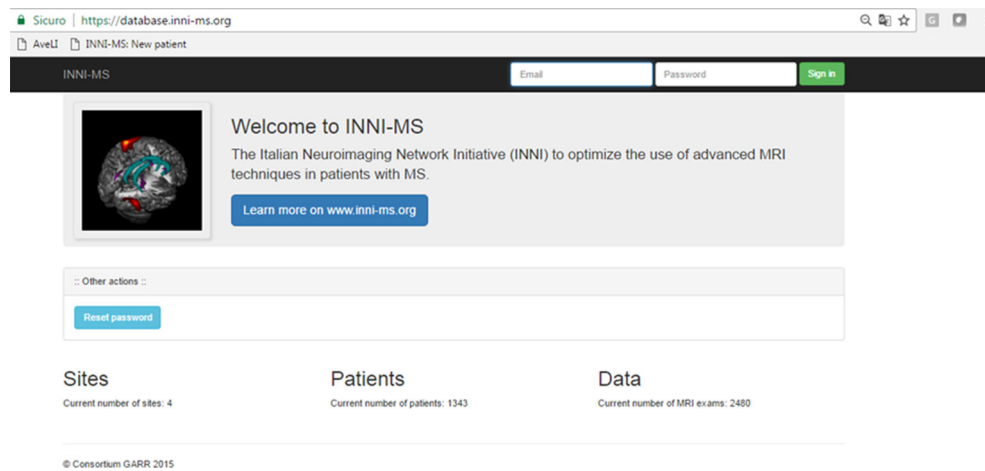 Sicuro | https://database.inni-ms.org
AveLI INNI-MS: New patient
INNI-MS Email Password Sign in
Welcome to INNI-MS
The Italian Neuroimaging Network Initiative (INNI) to optimize the use of advanced MRI
techniques in patients with MS.
Learn more on www.inni-ms.org
:: Other actions ::
Reset password
Sites Patients Data
Current number of sites: 4 Current number of patients: 1343 Current number of MRI exams: 2480
© Consortium GARR 2015